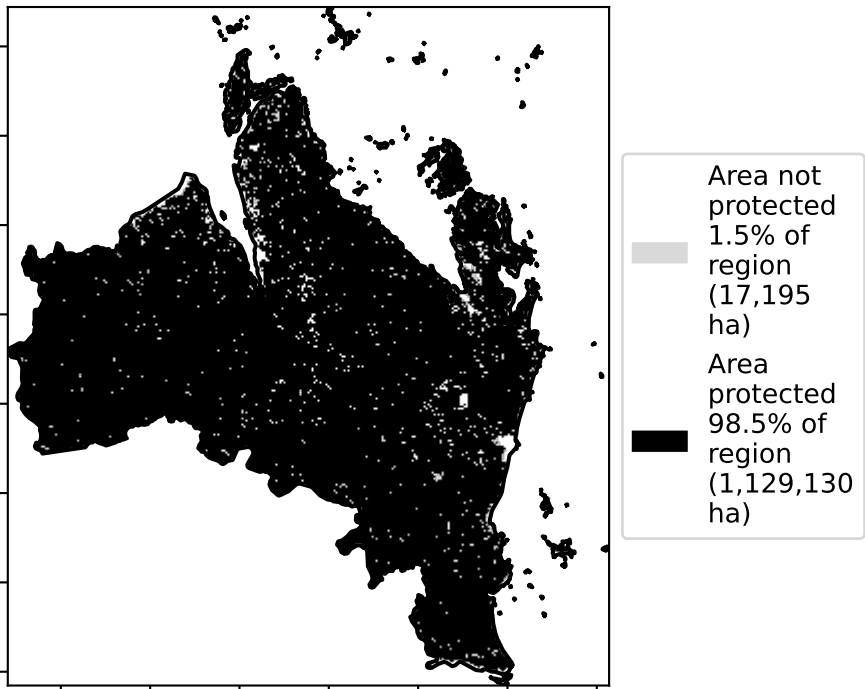 Area not
protected
1.5% of
region
(17,195
ha)
Area
protected
98.5% of
region
(1,129,130
ha)